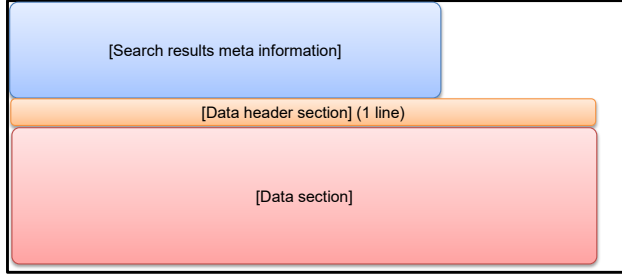 [Search results meta information]
[Data header section] (1 line)
[Data section]